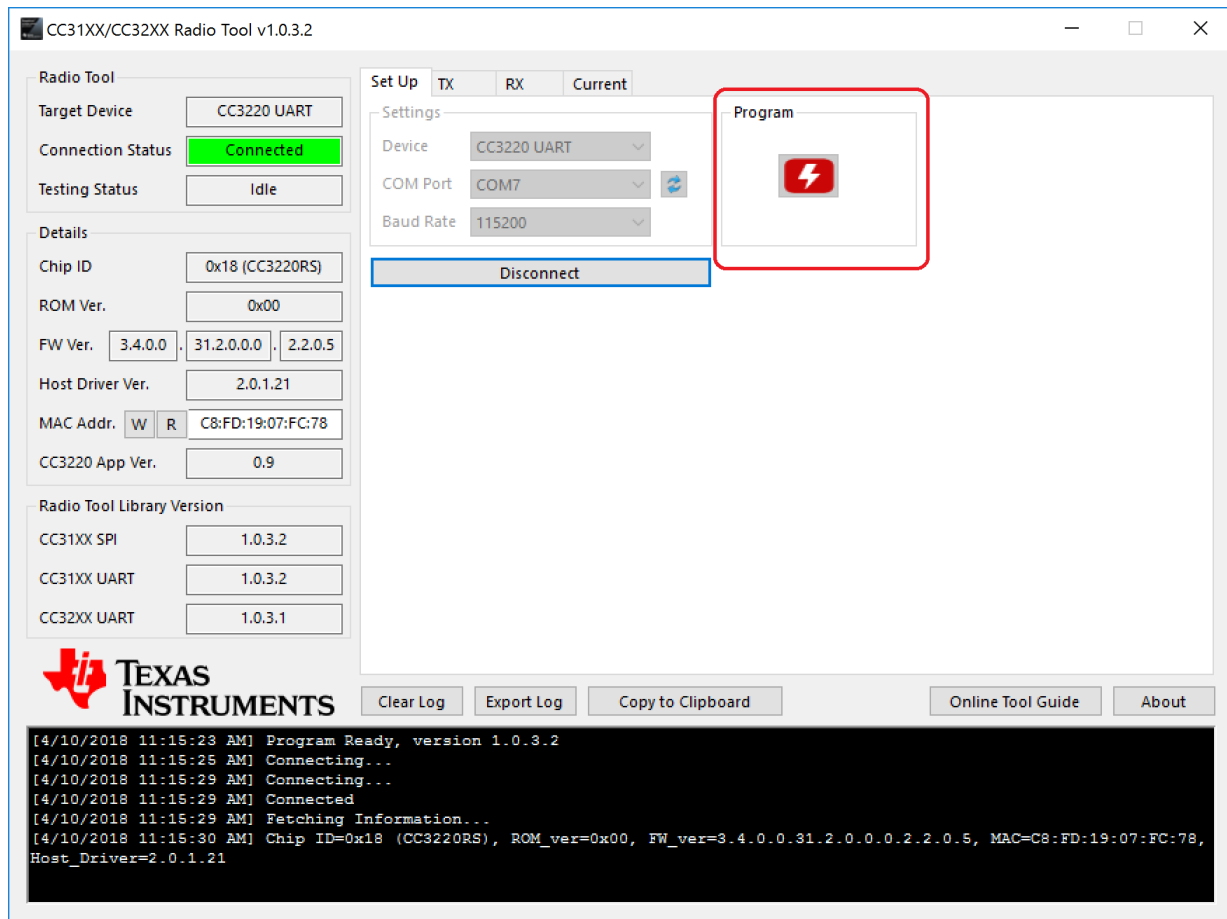 CC31XX/CC32XX Radio Tool v1.0.3.2
Radio Tool
Target Device CC3220 UART
Connection Status Connected
Testing Status Idle
Details
Chip ID 0x18 (CC3220RS)
ROM Ver. 0x00
FW Ver. 3.4.0.0 . 31.2.0.0.0 . 2.2.0.5
Host Driver Ver. 2.0.1.21
MAC Addr. W R C8:FD:19:07:FC:78
CC3220 App Ver. 0.9
Radio Tool Library Version
CC31XX SPI 1.0.3.2
CC31XX UART 1.0.3.2
CC32XX UART 1.0.3.1
TEXAS
INSTRUMENTS
Set Up TX RX Current
Settings
Device CC3220 UART
COM Port COM7
Baud Rate 115200
Disconnect
Program
Clear Log Export Log Copy to Clipboard Online Tool Guide About
[4/10/2018 11:15:23 AM] Program Ready, version 1.0.3.2
[4/10/2018 11:15:25 AM] Connecting...
[4/10/2018 11:15:29 AM] Connecting...
[4/10/2018 11:15:29 AM] Connected
[4/10/2018 11:15:29 AM] Fetching Information...
[4/10/2018 11:15:30 AM] Chip ID=0x18 (CC3220RS), ROM_ver=0x00, FW_ver=3.4.0.0.31.2.0.0.0.2.2.0.5, MAC=C8:FD:19:07:FC:78,
Host_Driver=2.0.1.21